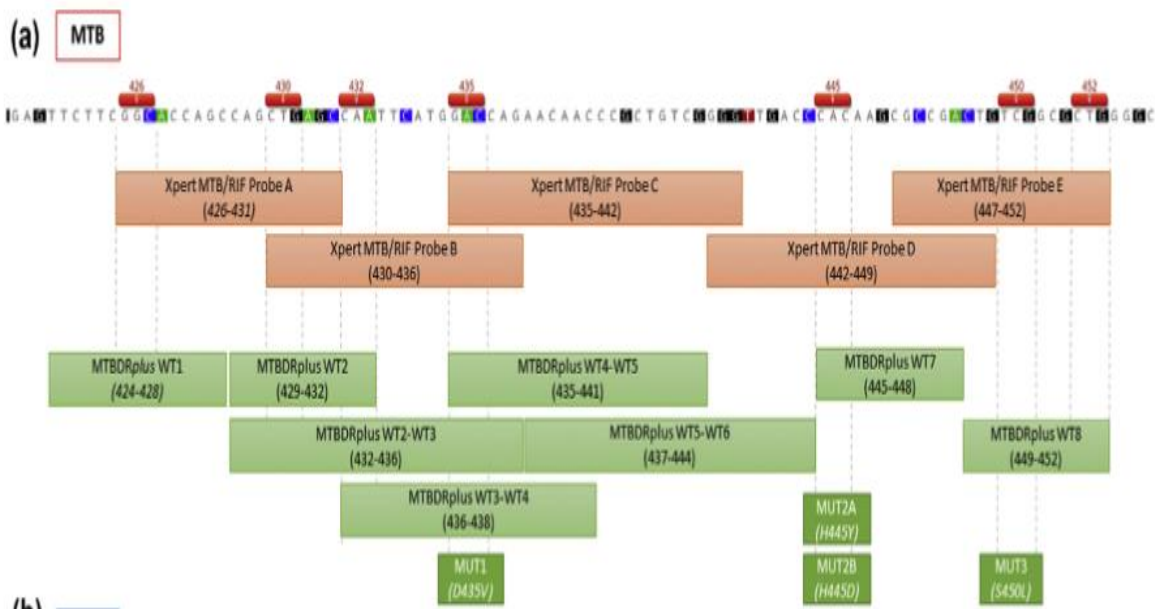 (a) MTB
426 430 432 435 445 450 452
GAGTTCTTCGGCACCAGCCAGCTGAGCCAATTCATGGACCAGAACAACCCGCTGTCGGGGTTGACCCACAAGCGCCGACTGTCGGCGCTGGGGC
Xpert MTB/RIF Probe A
(426-431)
Xpert MTB/RIF Probe C
(435-442)
Xpert MTB/RIF Probe E
(447-452)
Xpert MTB/RIF Probe B
(430-436)
Xpert MTB/RIF Probe D
(442-449)
MTBDRplus WT1
(424-428)
MTBDRplus WT2
(429-432)
MTBDRplus WT4-WT5
(435-441)
MTBDRplus WT7
(445-448)
MTBDRplus WT2-WT3
(432-436)
MTBDRplus WT5-WT6
(437-444)
MTBDRplus WT8
(449-452)
MTBDRplus WT3-WT4
(436-438)
MUT2A
(H445Y)
MUT1
(D435V)
MUT2B
(H445D)
MUT3
(S450L)